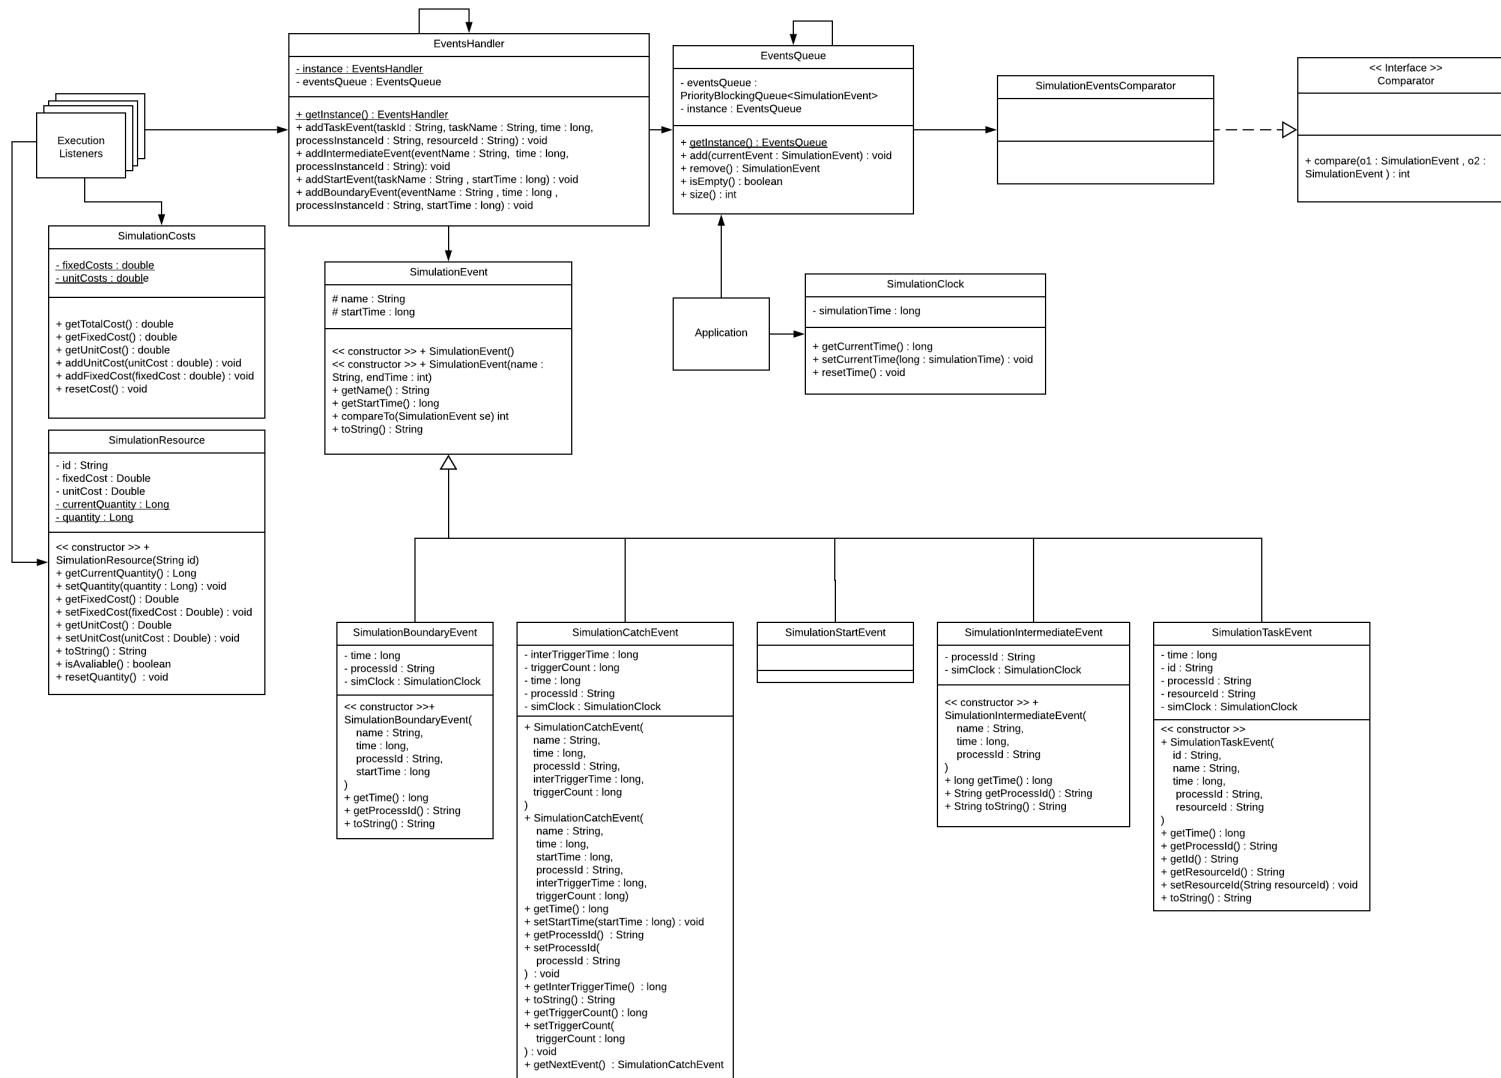 EventsHandler
- instance : EventsHandler
- eventsQueue : EventsQueue
+ getInstance() : EventsHandler
+ addTaskEvent(taskId : String, taskName : String, time : long,
processInstanceId : String, resourceId : String) : void
+ addIntermediateEvent(eventName : String,  time : long,
processInstanceId : String): void
+ addStartEvent(taskName : String , startTime : long) : void
+ addBoundaryEvent(eventName : String , time : long ,
processInstanceId : String, startTime : long) : void
EventsQueue
- eventsQueue :
PriorityBlockingQueue<SimulationEvent>
- instance : EventsQueue
+ getInstance() : EventsQueue
+ add(currentEvent : SimulationEvent) : void
+ remove() : SimulationEvent
+ isEmpty() : boolean
+ size() : int
SimulationEventsComparator
<< Interface >>
Comparator
+ compare(o1 : SimulationEvent , o2 :
SimulationEvent ) : int
Execution
Listeners
SimulationCosts
- fixedCosts : double
- unitCosts : double
+ getTotalCost() : double
+ getFixedCost() : double
+ getUnitCost() : double
+ addUnitCost(unitCost : double) : void
+ addFixedCost(fixedCost : double) : void
+ resetCost() : void
SimulationEvent
# name : String
# startTime : long
<< constructor >> + SimulationEvent()
<< constructor >> + SimulationEvent(name :
String, endTime : int)
+ getName() : String
+ getStartTime() : long
+ compareTo(SimulationEvent se) int
+ toString() : String
Application
SimulationClock
- simulationTime : long
+ getCurrentTime() : long
+ setCurrentTime(long : simulationTime) : void
+ resetTime() : void
SimulationResource
- id : String
- fixedCost : Double
- unitCost : Double
- currentQuantity : Long
- quantity : Long
<< constructor >> +
SimulationResource(String id)
+ getCurrentQuantity() : Long
+ setQuantity(quantity : Long) : void
+ getFixedCost() : Double
+ setFixedCost(fixedCost : Double) : void
+ getUnitCost() : Double
+ setUnitCost(unitCost : Double) : void
+ toString() : String
+ isAvaliable() : boolean
+ resetQuantity()  : void
SimulationBoundaryEvent
- time : long
- processId : String
- simClock : SimulationClock
<< constructor >>+
SimulationBoundaryEvent(
name : String,
time : long,
processId : String,
startTime : long
)
+ getTime() : long
+ getProcessId() : String
+ toString() : String
SimulationCatchEvent
- interTriggerTime : long
- triggerCount : long
- time : long
- processId : String
- simClock : SimulationClock
+ SimulationCatchEvent(
name : String,
time : long,
processId : String,
interTriggerTime : long,
triggerCount : long
)
+ SimulationCatchEvent(
name : String,
time : long,
startTime : long,
processId : String,
interTriggerTime : long,
triggerCount : long)
+ getTime() : long
+ setStartTime(startTime : long) : void
+ getProcessId()  : String
+ setProcessId(
processId : String
)  : void
+ getInterTriggerTime()  : long
+ toString() : String
+ getTriggerCount() : long
+ setTriggerCount(
triggerCount : long
) : void
+ getNextEvent()  : SimulationCatchEvent
SimulationStartEvent
SimulationIntermediateEvent
- processId : String
- simClock : SimulationClock
<< constructor >> +
SimulationIntermediateEvent(
name : String,
time : long,
processId : String
)
+ long getTime() : long
+ String getProcessId() : String
+ String toString() : String
SimulationTaskEvent
- time : long
- id : String
- processId : String
- resourceId : String
- simClock : SimulationClock
<< constructor >>
+ SimulationTaskEvent(
id : String,
name : String,
time : long,
processId : String,
resourceId : String
)
+ getTime() : long
+ getProcessId() : String
+ getId() : String
+ getResourceId() : String
+ setResourceId(String resourceId) : void
+ toString() : String